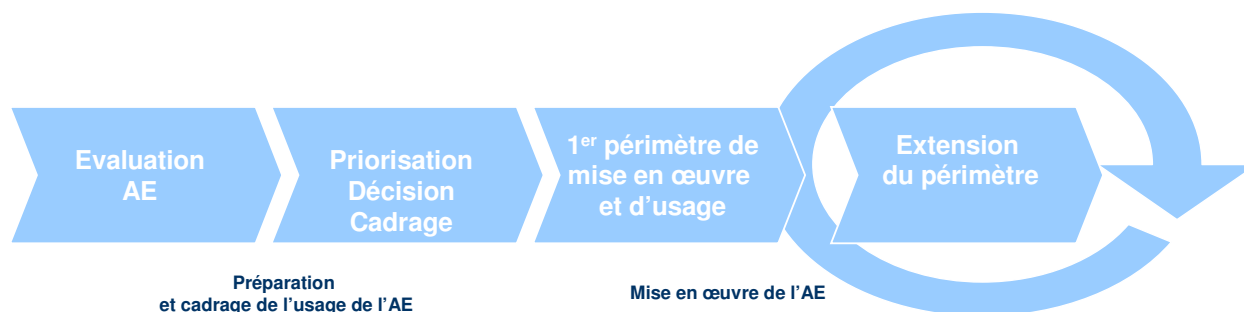 Evaluation
AE
Priorisation
Décision
Cadrage
1er périmètre de
mise en œuvre
et d’usage
Extension
du périmètre
Préparation
et cadrage de l’usage de l’AE
Mise en œuvre de l’AE